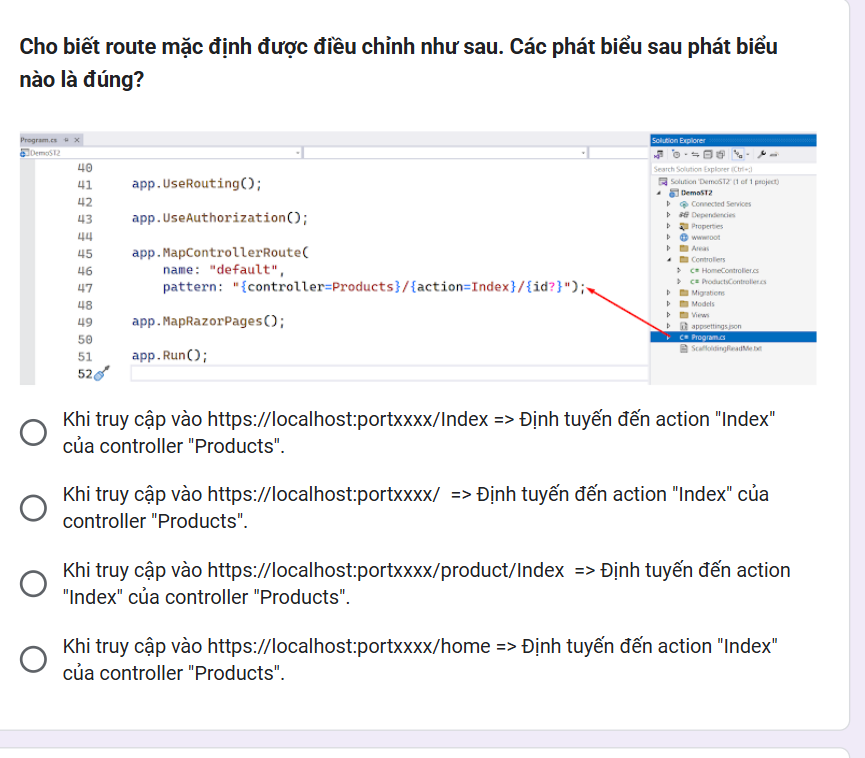 Cho biết route mặc định được điều chỉnh như sau. Các phát biểu sau phát biểu
nào là đúng?
Program.cs
DemoST2
40
41 app.UseRouting();
42
43 app.UseAuthorization();
44
45 app.MapControllerRoute(
46 name: "default",
47 pattern: "{controller=Products}/{action=Index}/{id?}");
48
49 app.MapRazorPages();
50
51 app.Run();
52
Solution Explorer
Search Solution Explorer (Ctrl+;)
Solution 'DemoST2' (1 of 1 project)
DemoST2
Connected Services
Dependencies
Properties
wwwroot
Areas
Controllers
C# HomeController.cs
C# ProductsController.cs
Migrations
Models
Views
appsettings.json
C# Program.cs
ScaffoldingReadMe.txt
Khi truy cập vào https://localhost:portxxxx/Index => Định tuyến đến action "Index"
của controller "Products".
Khi truy cập vào https://localhost:portxxxx/ => Định tuyến đến action "Index" của
controller "Products".
Khi truy cập vào https://localhost:portxxxx/product/Index => Định tuyến đến action
"Index" của controller "Products".
Khi truy cập vào https://localhost:portxxxx/home => Định tuyến đến action "Index"
của controller "Products".